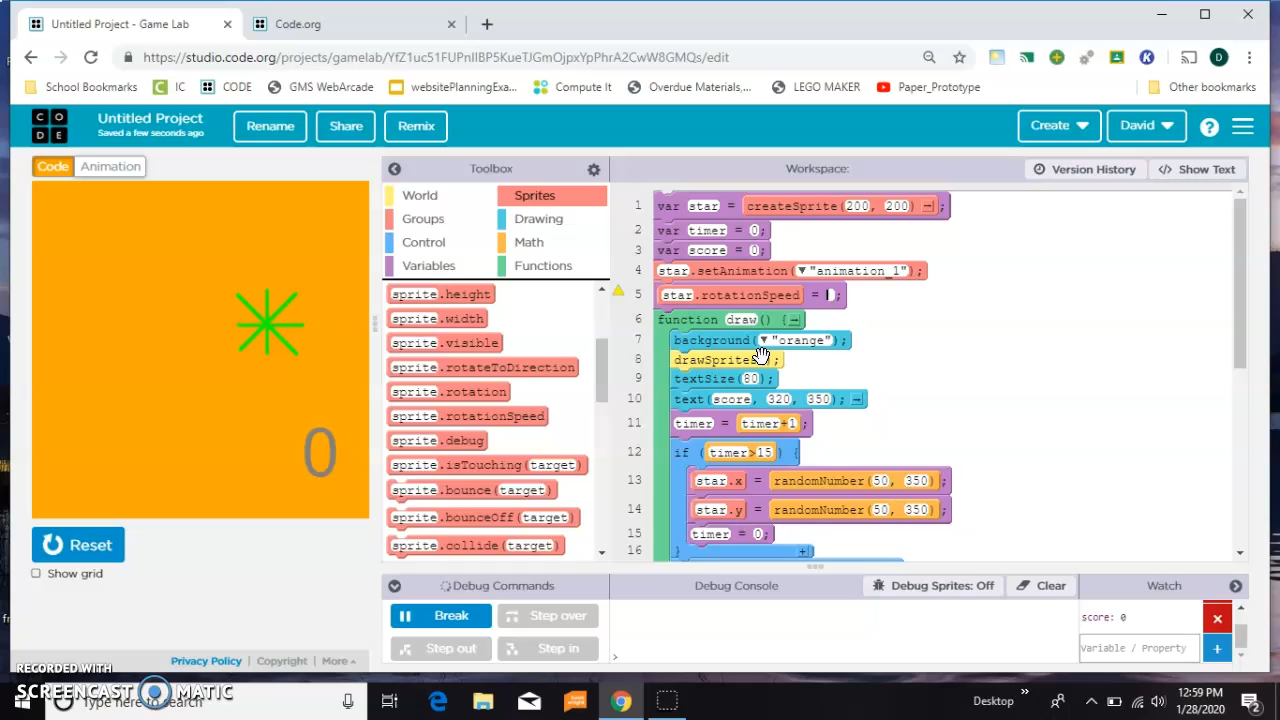 Untitled Project - Game Lab
Code.org
https://studio.code.org/projects/gamelab/YfZ1uc51FUPnIlBP5KueTJGmOjpxYpPhrA2CwW8GMQs/edit
D
School Bookmarks
IC
CODE
GMS WebArcade
websitePlanningExa...
Compute It
Overdue Materials,...
LEGO MAKER
Paper_Prototype
Other bookmarks
C O D E
Untitled Project
Saved a few seconds ago
Rename
Share
Remix
Create
David
Code
Animation
Toolbox
Workspace:
Version History
</> Show Text
World
Sprites
Groups
Drawing
Control
Math
Variables
Functions
sprite.height
sprite.width
sprite.visible
sprite.rotateToDirection
sprite.rotation
sprite.rotationSpeed
sprite.debug
sprite.isTouching(target)
sprite.bounce(target)
sprite.bounceOff(target)
sprite.collide(target)
1 var star = createSprite(200, 200);
2 var timer = 0;
3 var score = 0;
4 star.setAnimation("animation_1");
5 star.rotationSpeed = ;
6 function draw() {
7 background("orange");
8 drawSprites;
9 textSize(80);
10 text(score, 320, 350);
11 timer = timer+1;
12 if (timer>15) {
13 star.x = randomNumber(50, 350);
14 star.y = randomNumber(50, 350);
15 timer = 0;
16 }
0
Reset
Show grid
Debug Commands
Debug Console
Debug Sprites: Off
Clear
Watch
Break
Step over
Step out
Step in
score: 0
Variable / Property
>
Privacy Policy | Copyright | More
RECORDED WITH
SCREENCAST MATIC
Type here to search
Desktop
12:59 PM
1/28/2020
2